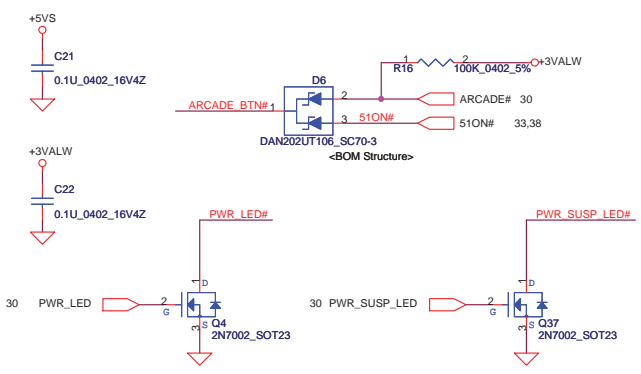 +5VS
C21
0.1U_0402_16V4Z
1 2
R16 100K_0402_5% +3VALW
D6
ARCADE_BTN# 1
2 ARCADE# 30
3 51ON# 51ON# 33,38
DAN202UT106_SC70-3
<BOM Structure>
+3VALW
C22
0.1U_0402_16V4Z
PWR_LED#
PWR_SUSP_LED#
1 D
30 PWR_LED 2 G
3 S Q4
2N7002_SOT23
1 D
30 PWR_SUSP_LED 2 G
3 S Q37
2N7002_SOT23